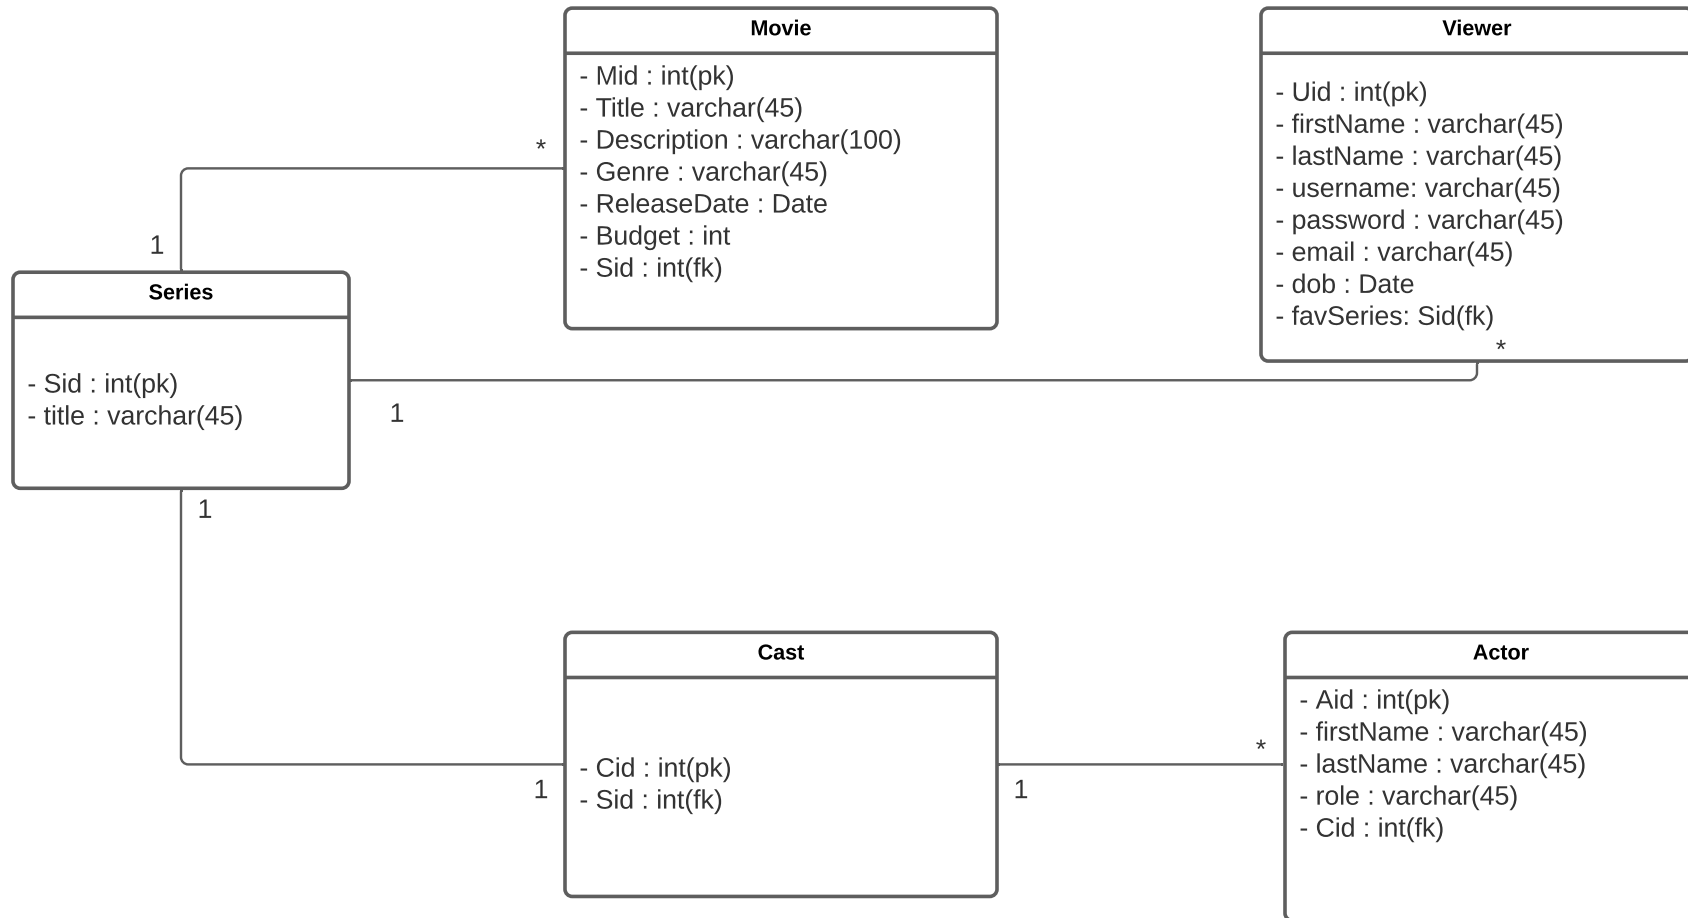 Movie
- Mid : int(pk)
- Title : varchar(45)
- Description : varchar(100)
- Genre : varchar(45)
- ReleaseDate : Date
- Budget : int
- Sid : int(fk)
Viewer
- Uid : int(pk)
- firstName : varchar(45)
- lastName : varchar(45)
- username: varchar(45)
- password : varchar(45)
- email : varchar(45)
- dob : Date
- favSeries: Sid(fk)
*
*
1
Series
- Sid : int(pk)
- title : varchar(45)
1
1
Cast
- Cid : int(pk)
- Sid : int(fk)
1
1
*
Actor
- Aid : int(pk)
- firstName : varchar(45)
- lastName : varchar(45)
- role : varchar(45)
- Cid : int(fk)